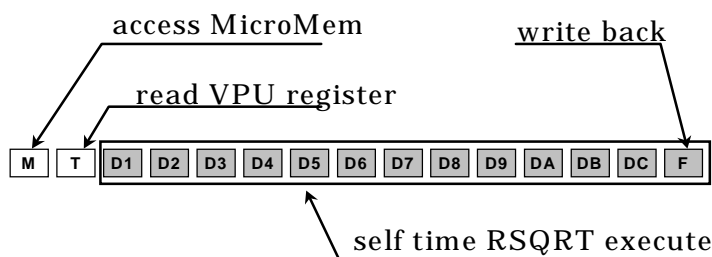 access MicroMem
write back
read VPU register
M T D1 D2 D3 D4 D5 D6 D7 D8 D9 DA DB DC F
self time RSQRT execute